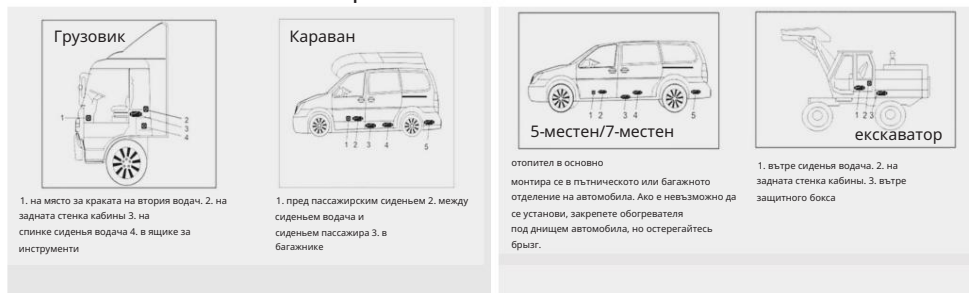 Грузовик
1
2
3
4
1. на място за краката на втория водач. 2. на
задната стенка кабины 3. на
спинке сиденья водача 4. в ящике за
инструменти
Караван
1 2 3 4 5
1. пред пассажирским сиденьем 2. между
сиденьем водача и
сиденьем пассажира 3. в
багажнике
1 2 3 4 5
5-местен/7-местен
отопител в основно
монтира се в пътническото или багажното
отделение на автомобила. Ако е невъзможно да
се установи, закрепете обогревателя
под днищем автомобила, но остерегайтесь
брызг.
1 2 3
екскаватор
1. вътре сиденья водача. 2. на
задната стенка кабины. 3. вътре
защитного бокса